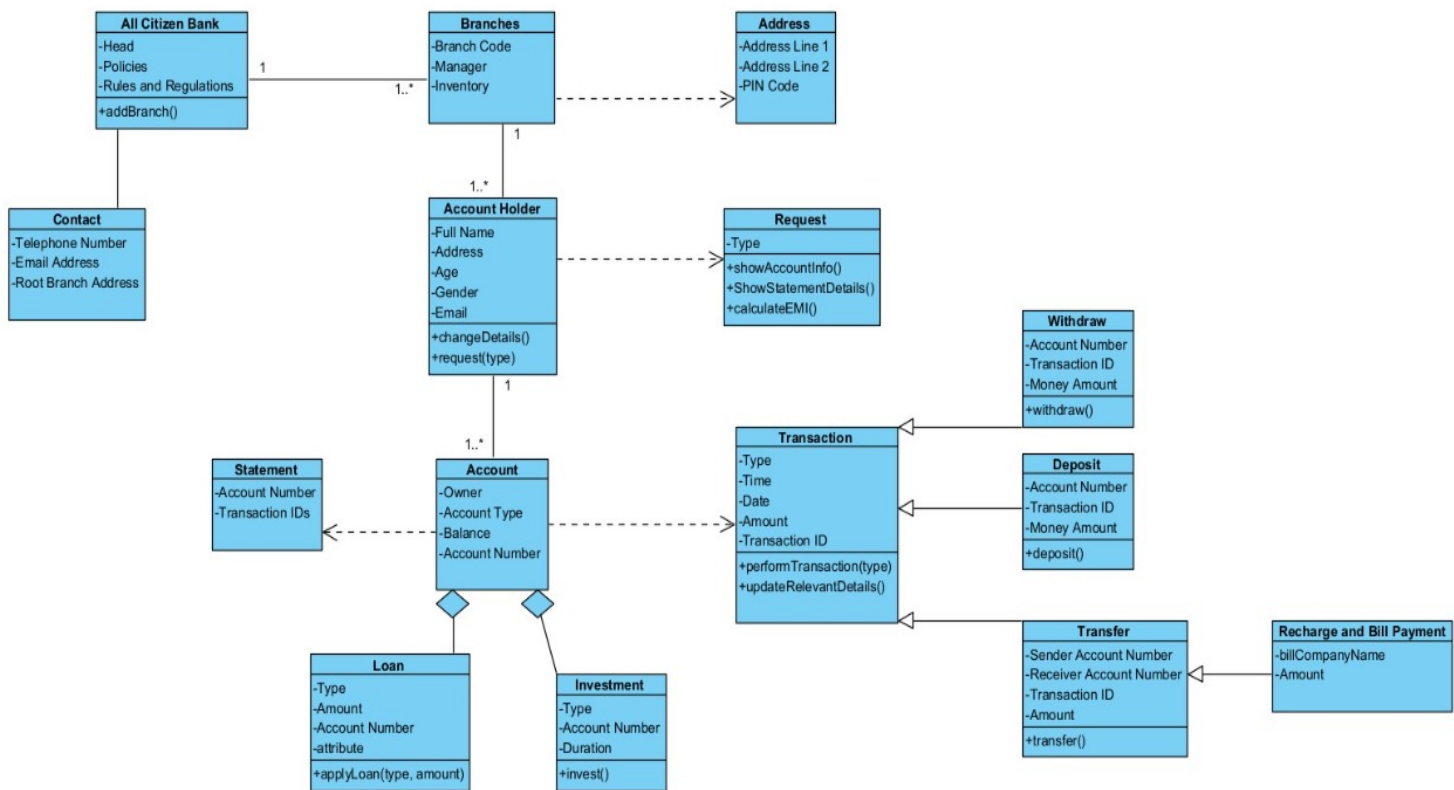 All Citizen Bank
-Head
-Policies
-Rules and Regulations
+addBranch()
1
1..*
Branches
-Branch Code
-Manager
-Inventory
Address
-Address Line 1
-Address Line 2
-PIN Code
1
1..*
Contact
-Telephone Number
-Email Address
-Root Branch Address
Account Holder
-Full Name
-Address
-Age
-Gender
-Email
+changeDetails()
+request(type)
Request
-Type
+showAccountInfo()
+ShowStatementDetails()
+calculateEMI()
1
1..*
Withdraw
-Account Number
-Transaction ID
-Money Amount
+withdraw()
Statement
-Account Number
-Transaction IDs
Account
-Owner
-Account Type
-Balance
-Account Number
Transaction
-Type
-Time
-Date
-Amount
-Transaction ID
+performTransaction(type)
+updateRelevantDetails()
Deposit
-Account Number
-Transaction ID
-Money Amount
+deposit()
Loan
-Type
-Amount
-Account Number
-attribute
+applyLoan(type, amount)
Investment
-Type
-Account Number
-Duration
+invest()
Transfer
-Sender Account Number
-Receiver Account Number
-Transaction ID
-Amount
+transfer()
Recharge and Bill Payment
-billCompanyName
-Amount